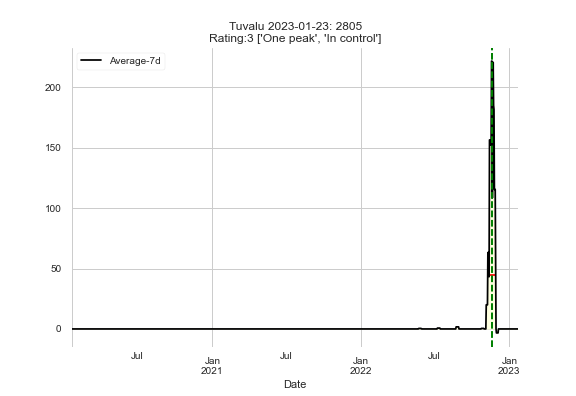 Tuvalu 2023-01-23: 2805
Rating:3 ['One peak', 'In control']
Average-7d
200
150
100
50
0
Jul
Jan
2021
Jul
Jan
2022
Jul
Jan
2023
Date